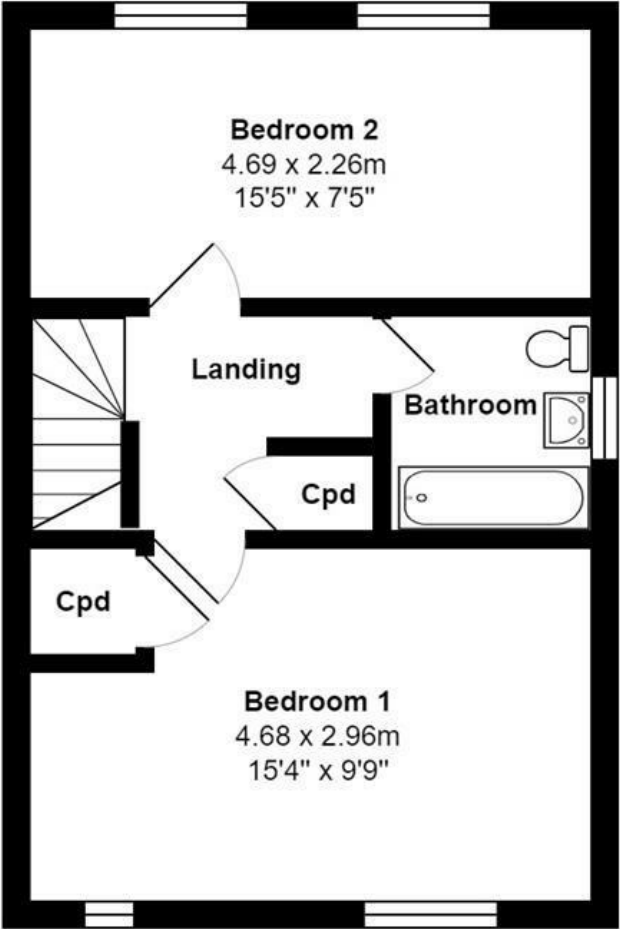 Bedroom 2
4.69 x 2.26m
15'5" x 7'5"
Landing
Bathroom
Cpd
Cpd
Bedroom 1
4.68 x 2.96m
15'4" x 9'9"